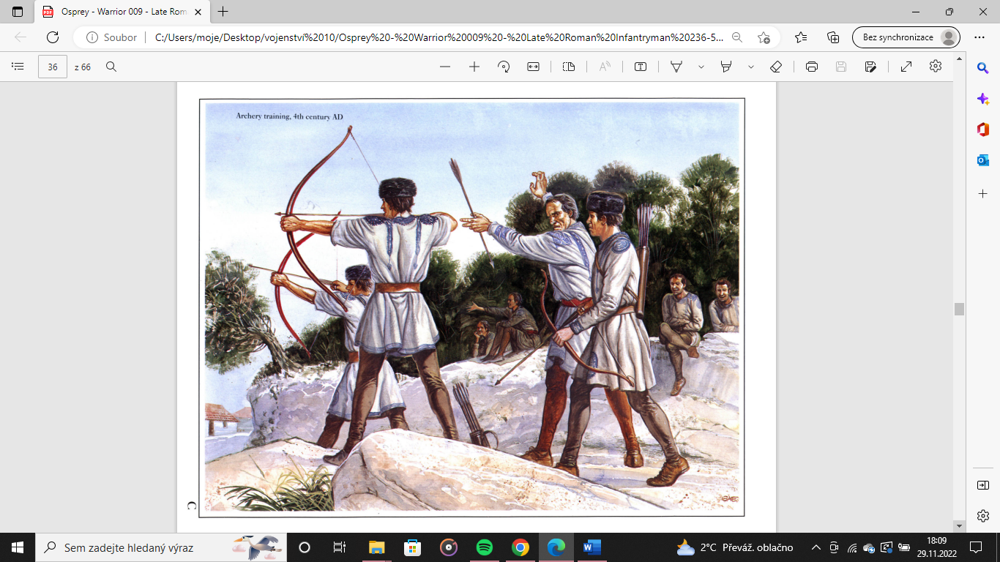 Osprey - Warrior 009 - Late Rom
Soubor
C:/Users/moje/Desktop/vojenství%2010/Osprey%20-%20Warrior%20009%20-%20Late%20Roman%20Infantryman%20236-5...
Bez synchronizace
36
z 66
Archery training, 4th century AD
C
Sem zadejte hledaný výraz
2°C Převáž. oblačno
18:09
29.11.2022